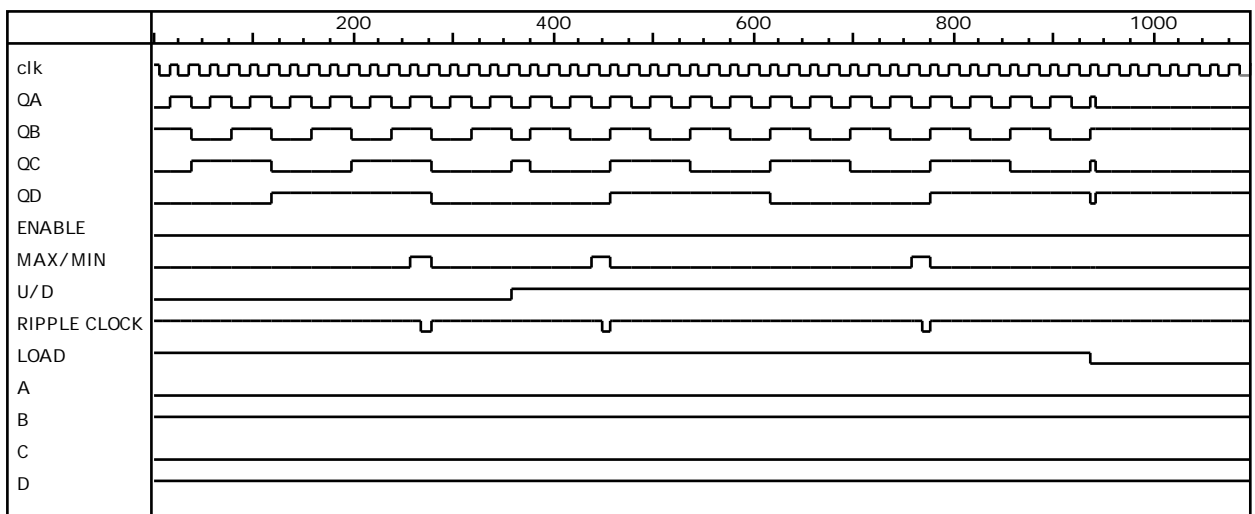 200 400 600 800 1000
clk
QA
QB
QC
QD
ENABLE
MAX/MIN
U/D
RIPPLE CLOCK
LOAD
A
B
C
D